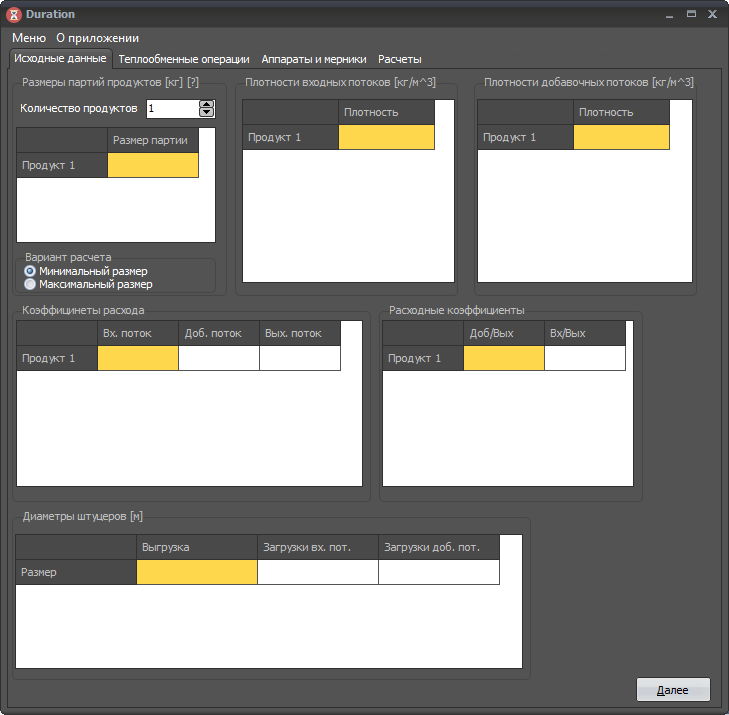 Duration
Меню О приложении
Исходные данные Теплообменные операции Аппараты и мерники Расчеты
Размеры партий продуктов [кг] [?]
Количество продуктов 1
Размер партии
Продукт 1
Вариант расчета
Минимальный размер
Максимальный размер
Плотности входных потоков [кг/м^3]
Плотность
Продукт 1
Плотности добавочных потоков [кг/м^3]
Плотность
Продукт 1
Коэффицинеты расхода
Вх. поток Доб. поток Вых. поток
Продукт 1
Расходные коэффициенты
Доб/Вых Вх/Вых
Продукт 1
Диаметры штуцеров [м]
Выгрузка Загрузки вх. пот. Загрузки доб. пот.
Размер
Далее